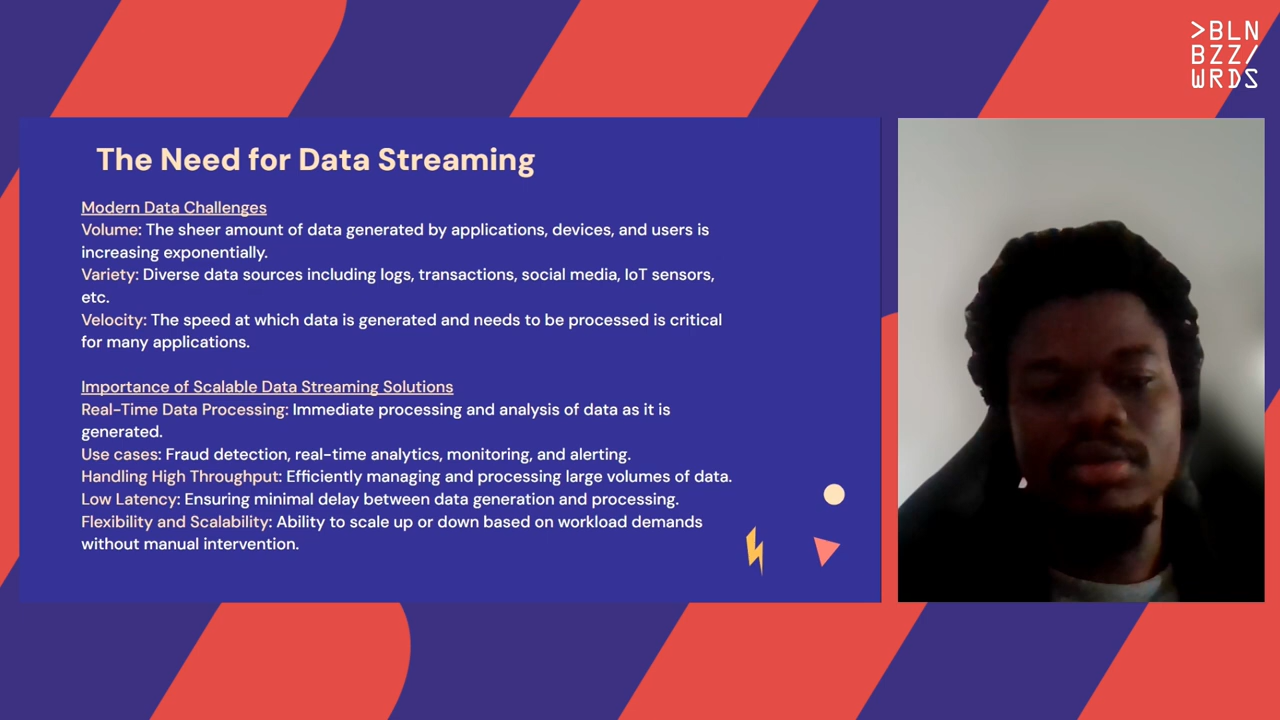 >BLN
BZZ/
WRDS
The Need for Data Streaming
Modern Data Challenges
Volume: The sheer amount of data generated by applications, devices, and users is
increasing exponentially.
Variety: Diverse data sources including logs, transactions, social media, IoT sensors,
etc.
Velocity: The speed at which data is generated and needs to be processed is critical
for many applications.
Importance of Scalable Data Streaming Solutions
Real-Time Data Processing: Immediate processing and analysis of data as it is
generated.
Use cases: Fraud detection, real-time analytics, monitoring, and alerting.
Handling High Throughput: Efficiently managing and processing large volumes of data.
Low Latency: Ensuring minimal delay between data generation and processing.
Flexibility and Scalability: Ability to scale up or down based on workload demands
without manual intervention.